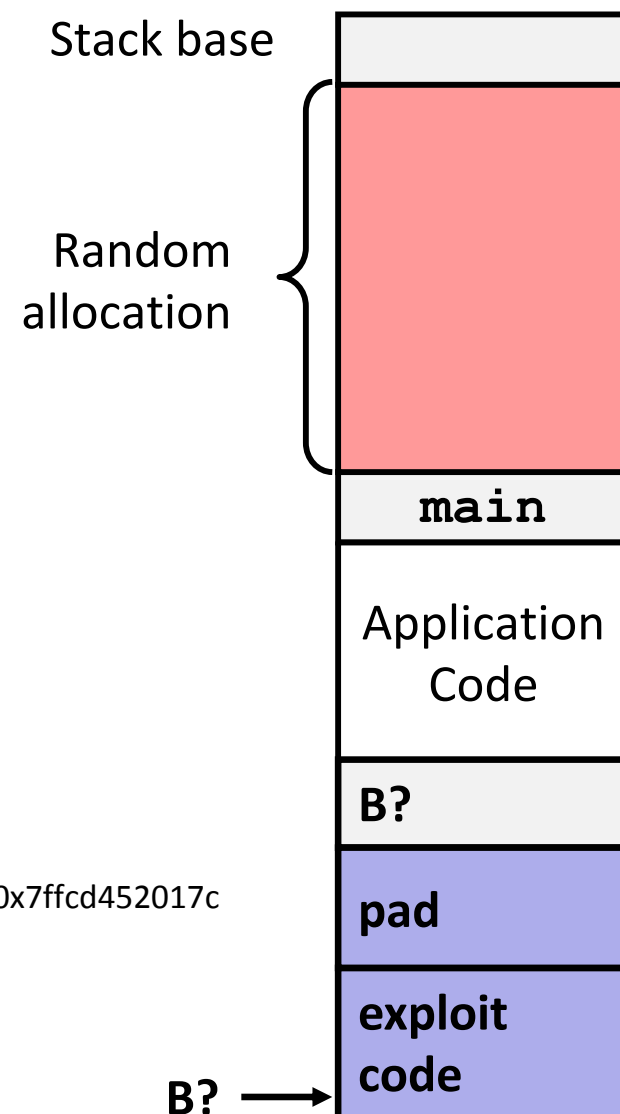 Stack base
Random
allocation
main
Application
Code
B?
0x7ffcd452017c
pad
exploit
code
B?